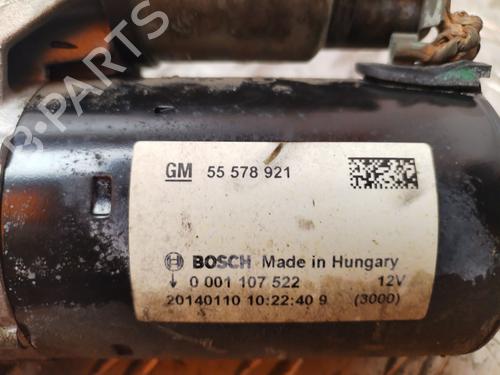 B-PARTS
GM 55 578 921
BOSCH Made in Hungary
0 001 107 522 12V
20140110 10:22:40 9 (3000)